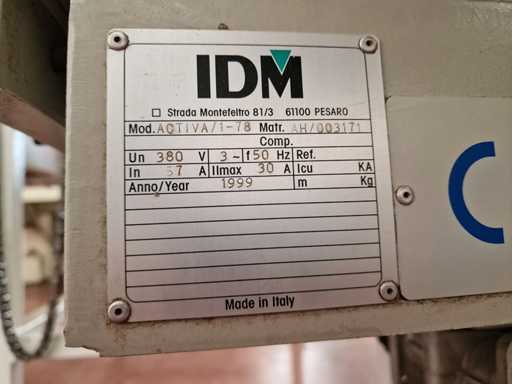 IDM
Strada Montefeltro 81/3 61100 PESARO
Mod. ACTIVA/1-78 Matr. AH/003171
Comp.
Un 380 V 3~ f 50 Hz Ref.
In 37 A Ilmax 30 A Icu KA
Anno/Year 1999 m Kg
Made in Italy